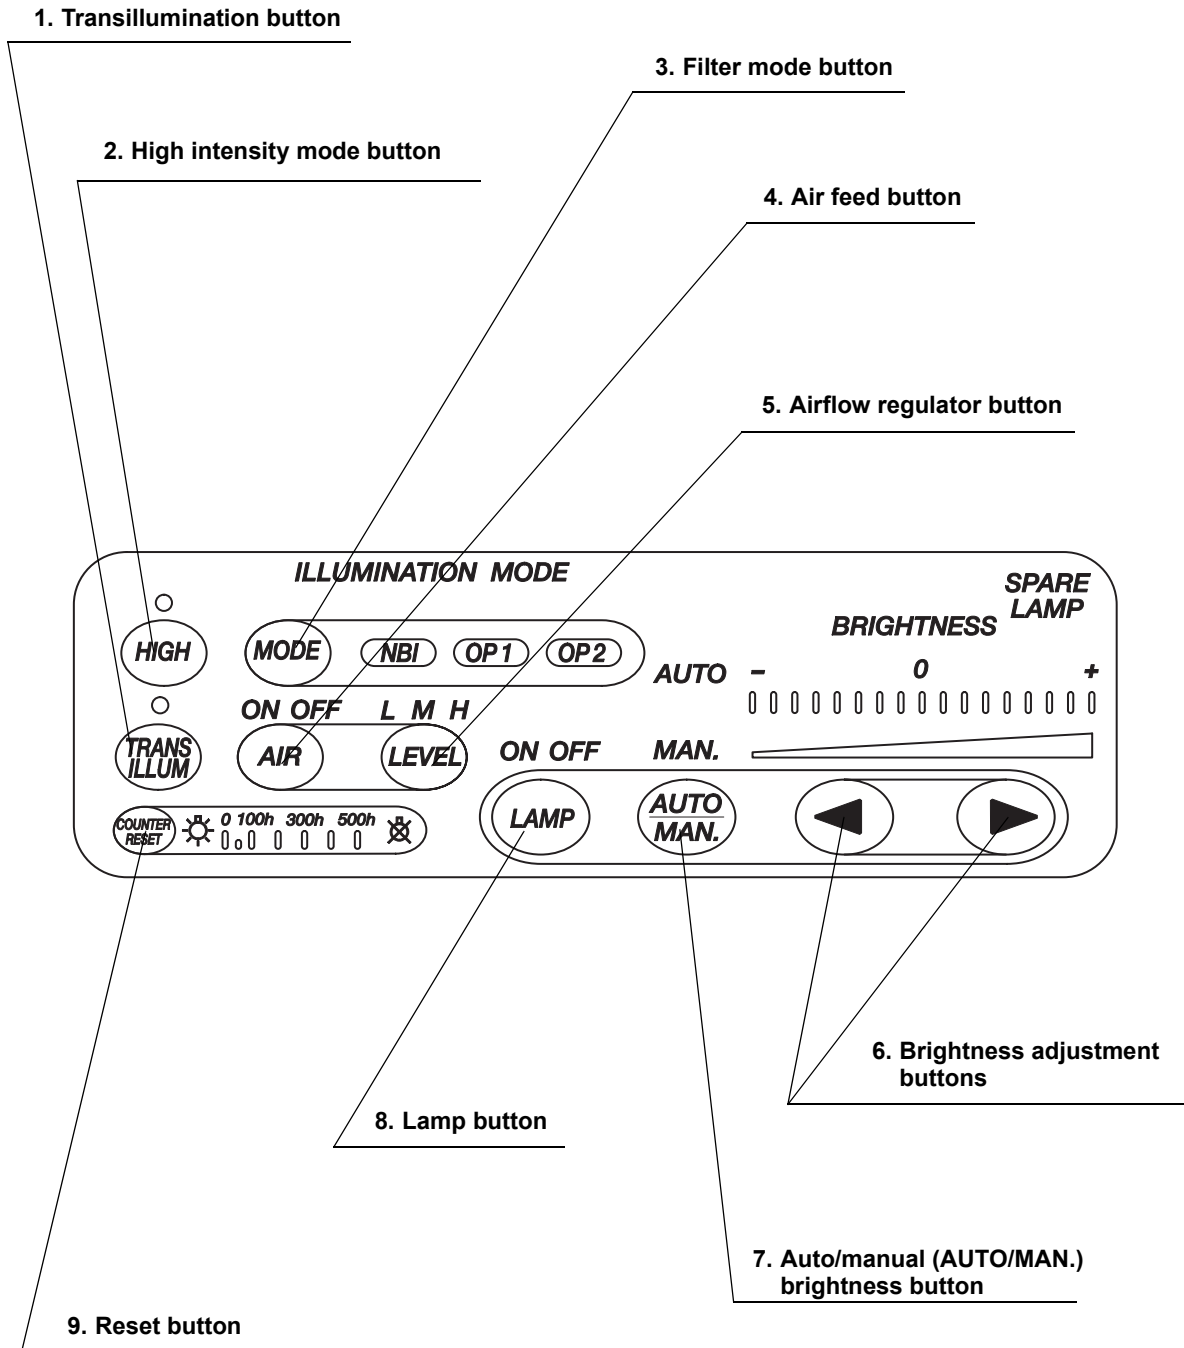 1. Transillumination button
3. Filter mode button
2. High intensity mode button
4. Air feed button
5. Airflow regulator button
ILLUMINATION MODE
SPARE
LAMP
BRIGHTNESS
HIGH
MODE
NBI
OP1
OP2
AUTO
- 0 +
ON OFF
L M H
TRANS
ILLUM
AIR
LEVEL
ON OFF
MAN.
COUNTER
RESET
0 100h 300h 500h
LAMP
AUTO
MAN.
6. Brightness adjustment
buttons
8. Lamp button
7. Auto/manual (AUTO/MAN.)
brightness button
9. Reset button